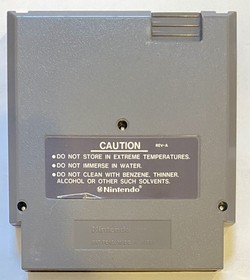 CAUTION REV-A
● DO NOT STORE IN EXTREME TEMPERATURES.
● DO NOT IMMERSE IN WATER.
● DO NOT CLEAN WITH BENZENE, THINNER,
ALCOHOL OR OTHER SUCH SOLVENTS.
Nintendo®
Nintendo